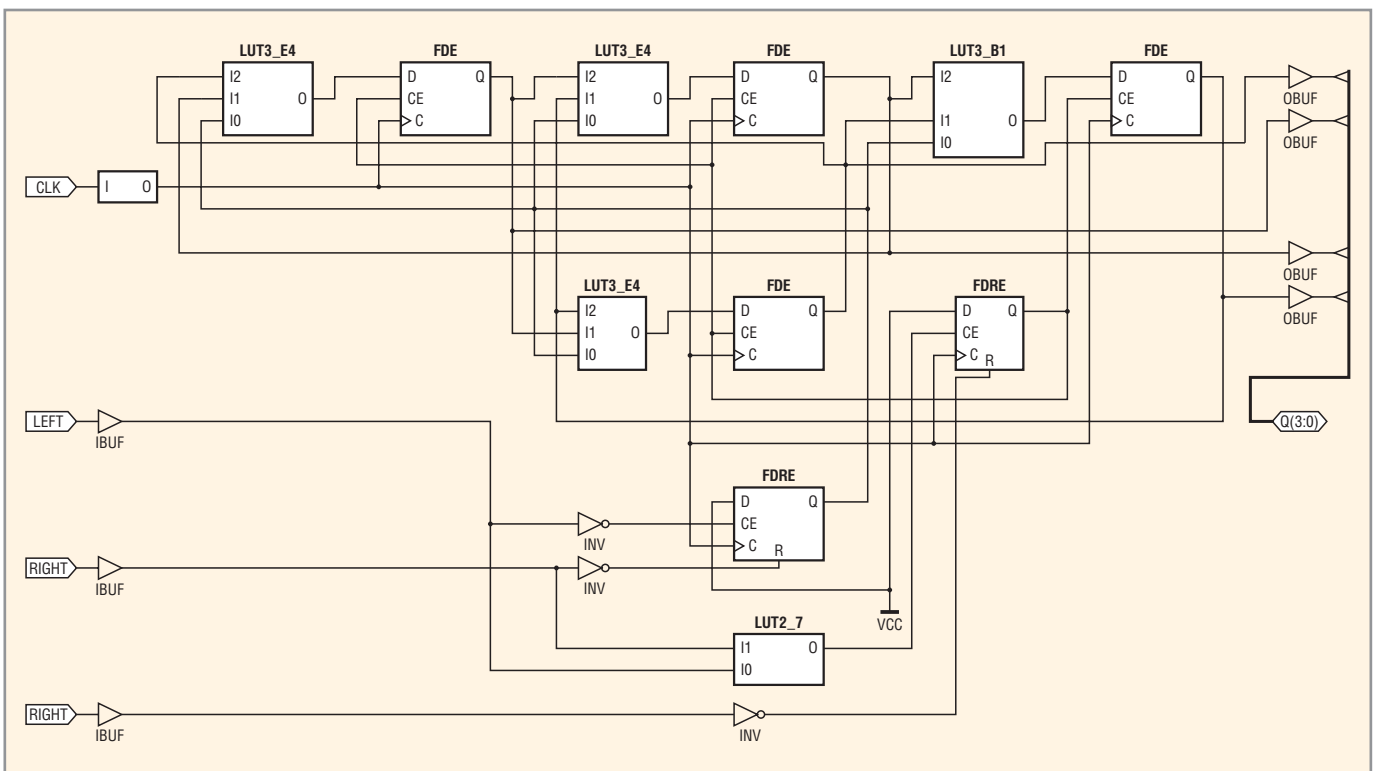 LUT3_E4 FDE LUT3_E4 FDE LUT3_B1 FDE
I2 D Q I2 D Q I2 D Q
I1 O CE I1 O CE CE OBUF
I0 C I0 C I1 O C
I0 OBUF
CLK I O
OBUF
LUT3_E4 FDE FDRE
I2 D Q D Q OBUF
I1 O CE CE
I0 C C R
LEFT Q(3:0)
IBUF
FDRE
D Q
CE
INV C R
RIGHT
IBUF INV
LUT2_7 VCC
I1 O
I0
RIGHT
IBUF INV